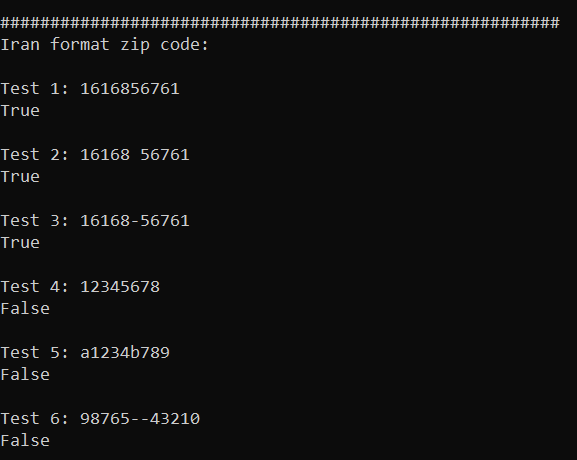 ########################################################
Iran format zip code:
Test 1: 1616856761
True
Test 2: 16168 56761
True
Test 3: 16168-56761
True
Test 4: 12345678
False
Test 5: a1234b789
False
Test 6: 98765--43210
False